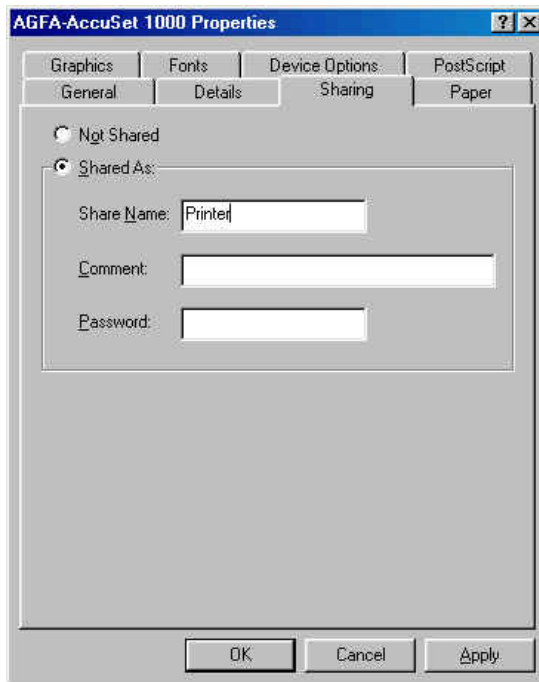 AGFA-AccuSet 1000 Properties
Graphics Fonts Device Options PostScript
General Details Sharing Paper
Not Shared
Shared As:
Share Name: Printer
Comment:
Password:
OK Cancel Apply